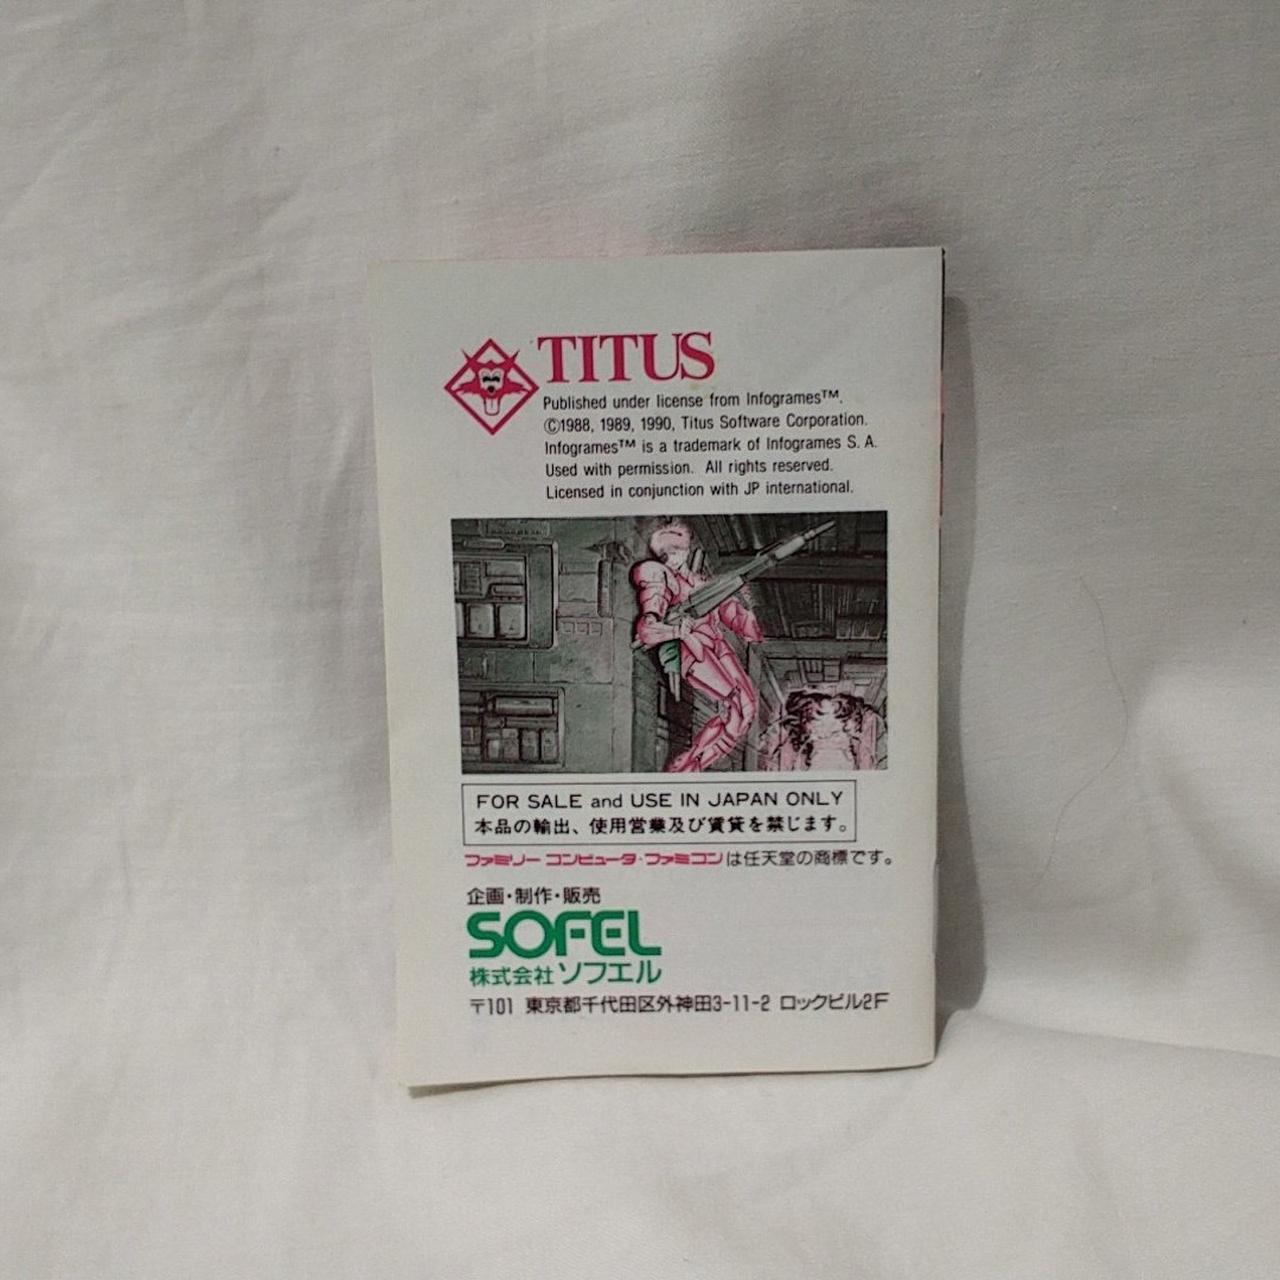 TITUS
Published under license from Infogrames™.
©1988, 1989, 1990, Titus Software Corporation.
Infogrames™ is a trademark of Infogrames S. A.
Used with permission. All rights reserved.
Licensed in conjunction with JP international.
FOR SALE and USE IN JAPAN ONLY
本品の輸出、使用営業及び賃貸を禁じます。
ファミリーコンピュータ・ファミコンは任天堂の商標です。
企画・制作・販売
SOFEL
株式会社ソフエル
〒101 東京都千代田区外神田3-11-2 ロックビル2F